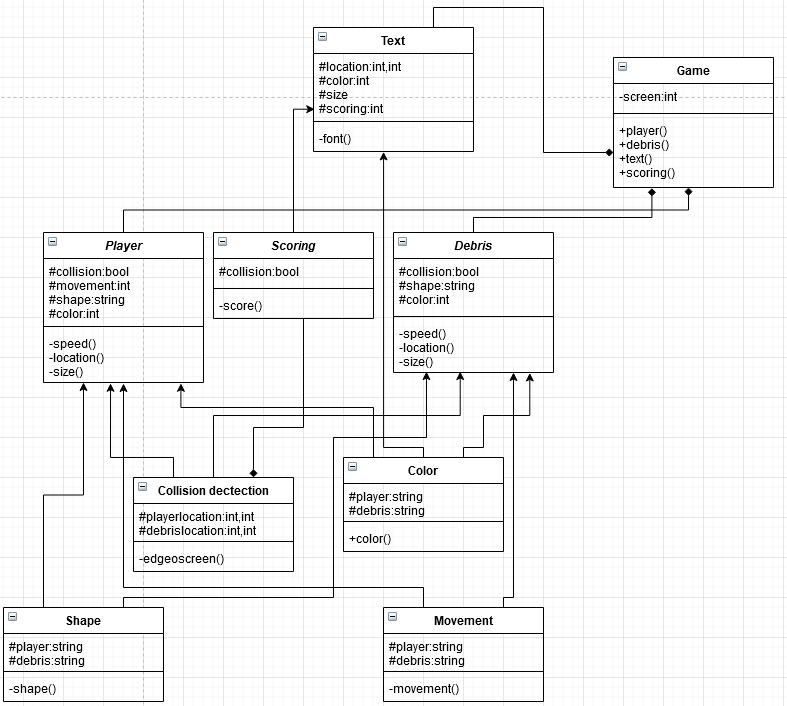 Text
#location:int,int
#color:int
#size
#scoring:int
-font()
Game
-screen:int
+player()
+debris()
+text()
+scoring()
Player
#collision:bool
#movement:int
#shape:string
#color:int
-speed()
-location()
-size()
Scoring
#collision:bool
-score()
Debris
#collision:bool
#shape:string
#color:int
-speed()
-location()
-size()
Collision dectection
#playerlocation:int,int
#debrislocation:int,int
-edgeoscreen()
Color
#player:string
#debris:string
+color()
Shape
#player:string
#debris:string
-shape()
Movement
#player:string
#debris:string
-movement()